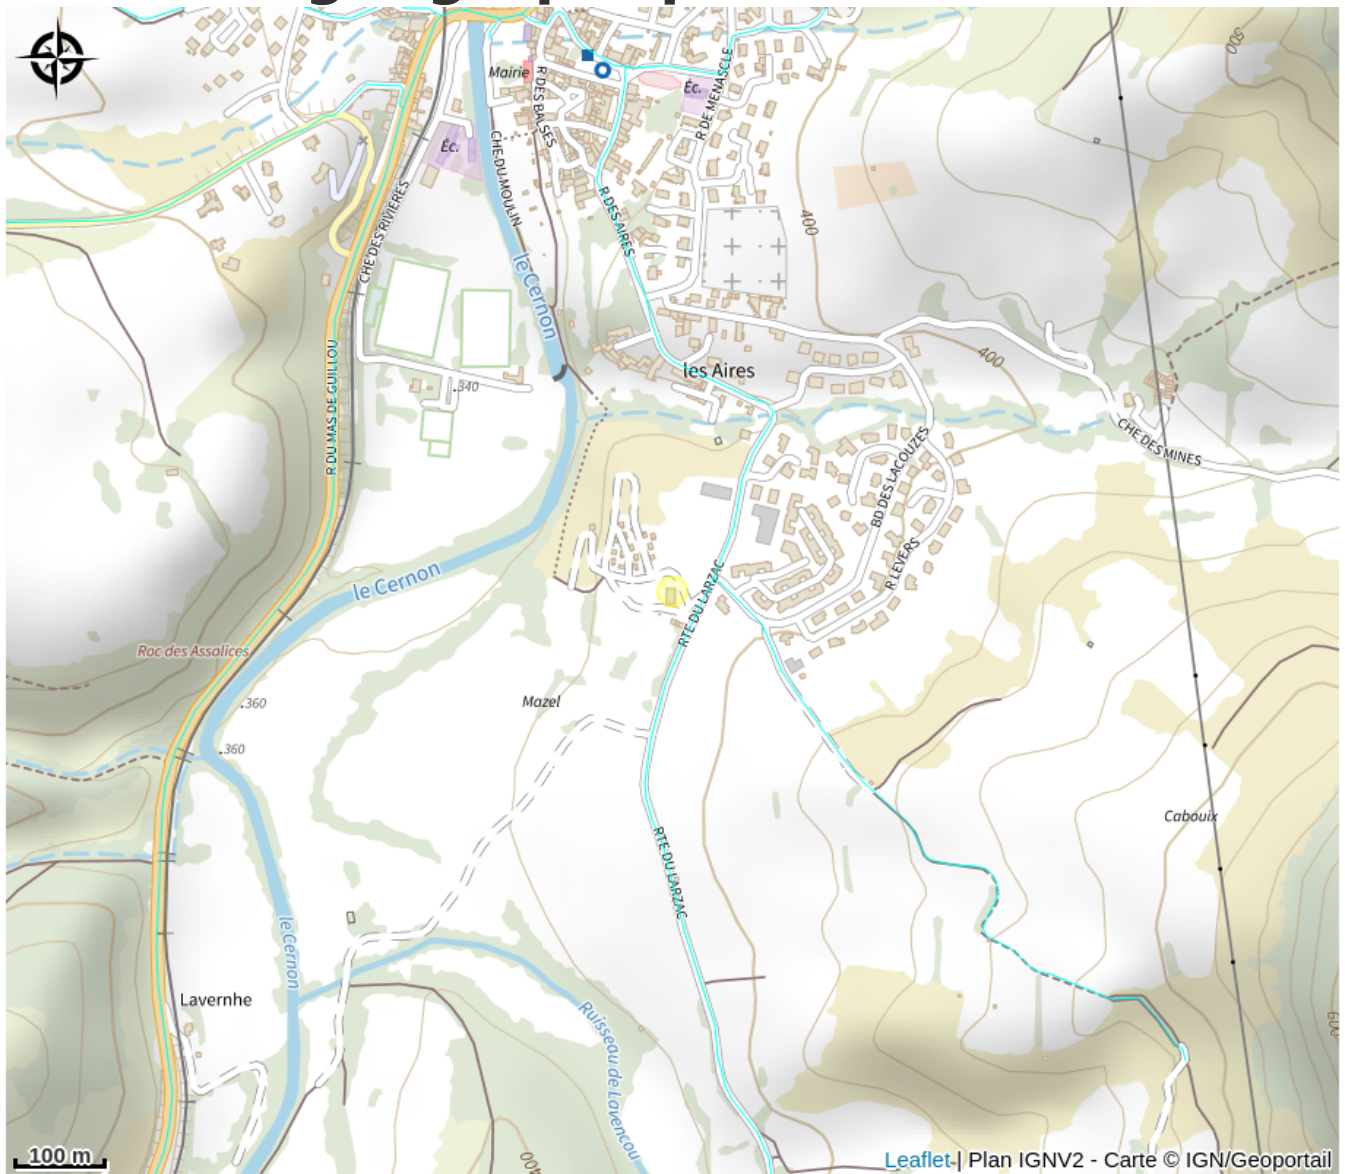 500
Mairie
R DES BALSES
Éc.
R DE MENASCLE
Éc.
CHE DU MOULIN
CHE DES RIVIERES
R DES AIRES
400
le Cernon
R DU MAS DE GUILLOU
.340
les Aires
400
CHE DES MINES
BD DES LACOUZES
R LEVERS
le Cernon
RTE DU LARZAC
Roc des Assalices
.360
Mazel
.360
Cabouix
RTE DU LARZAC
le Cernon
Lavernhe
Ruisseau de Lavencou
600
400
100 m
Leaflet | Plan IGNV2 - Carte © IGN/Geoportail